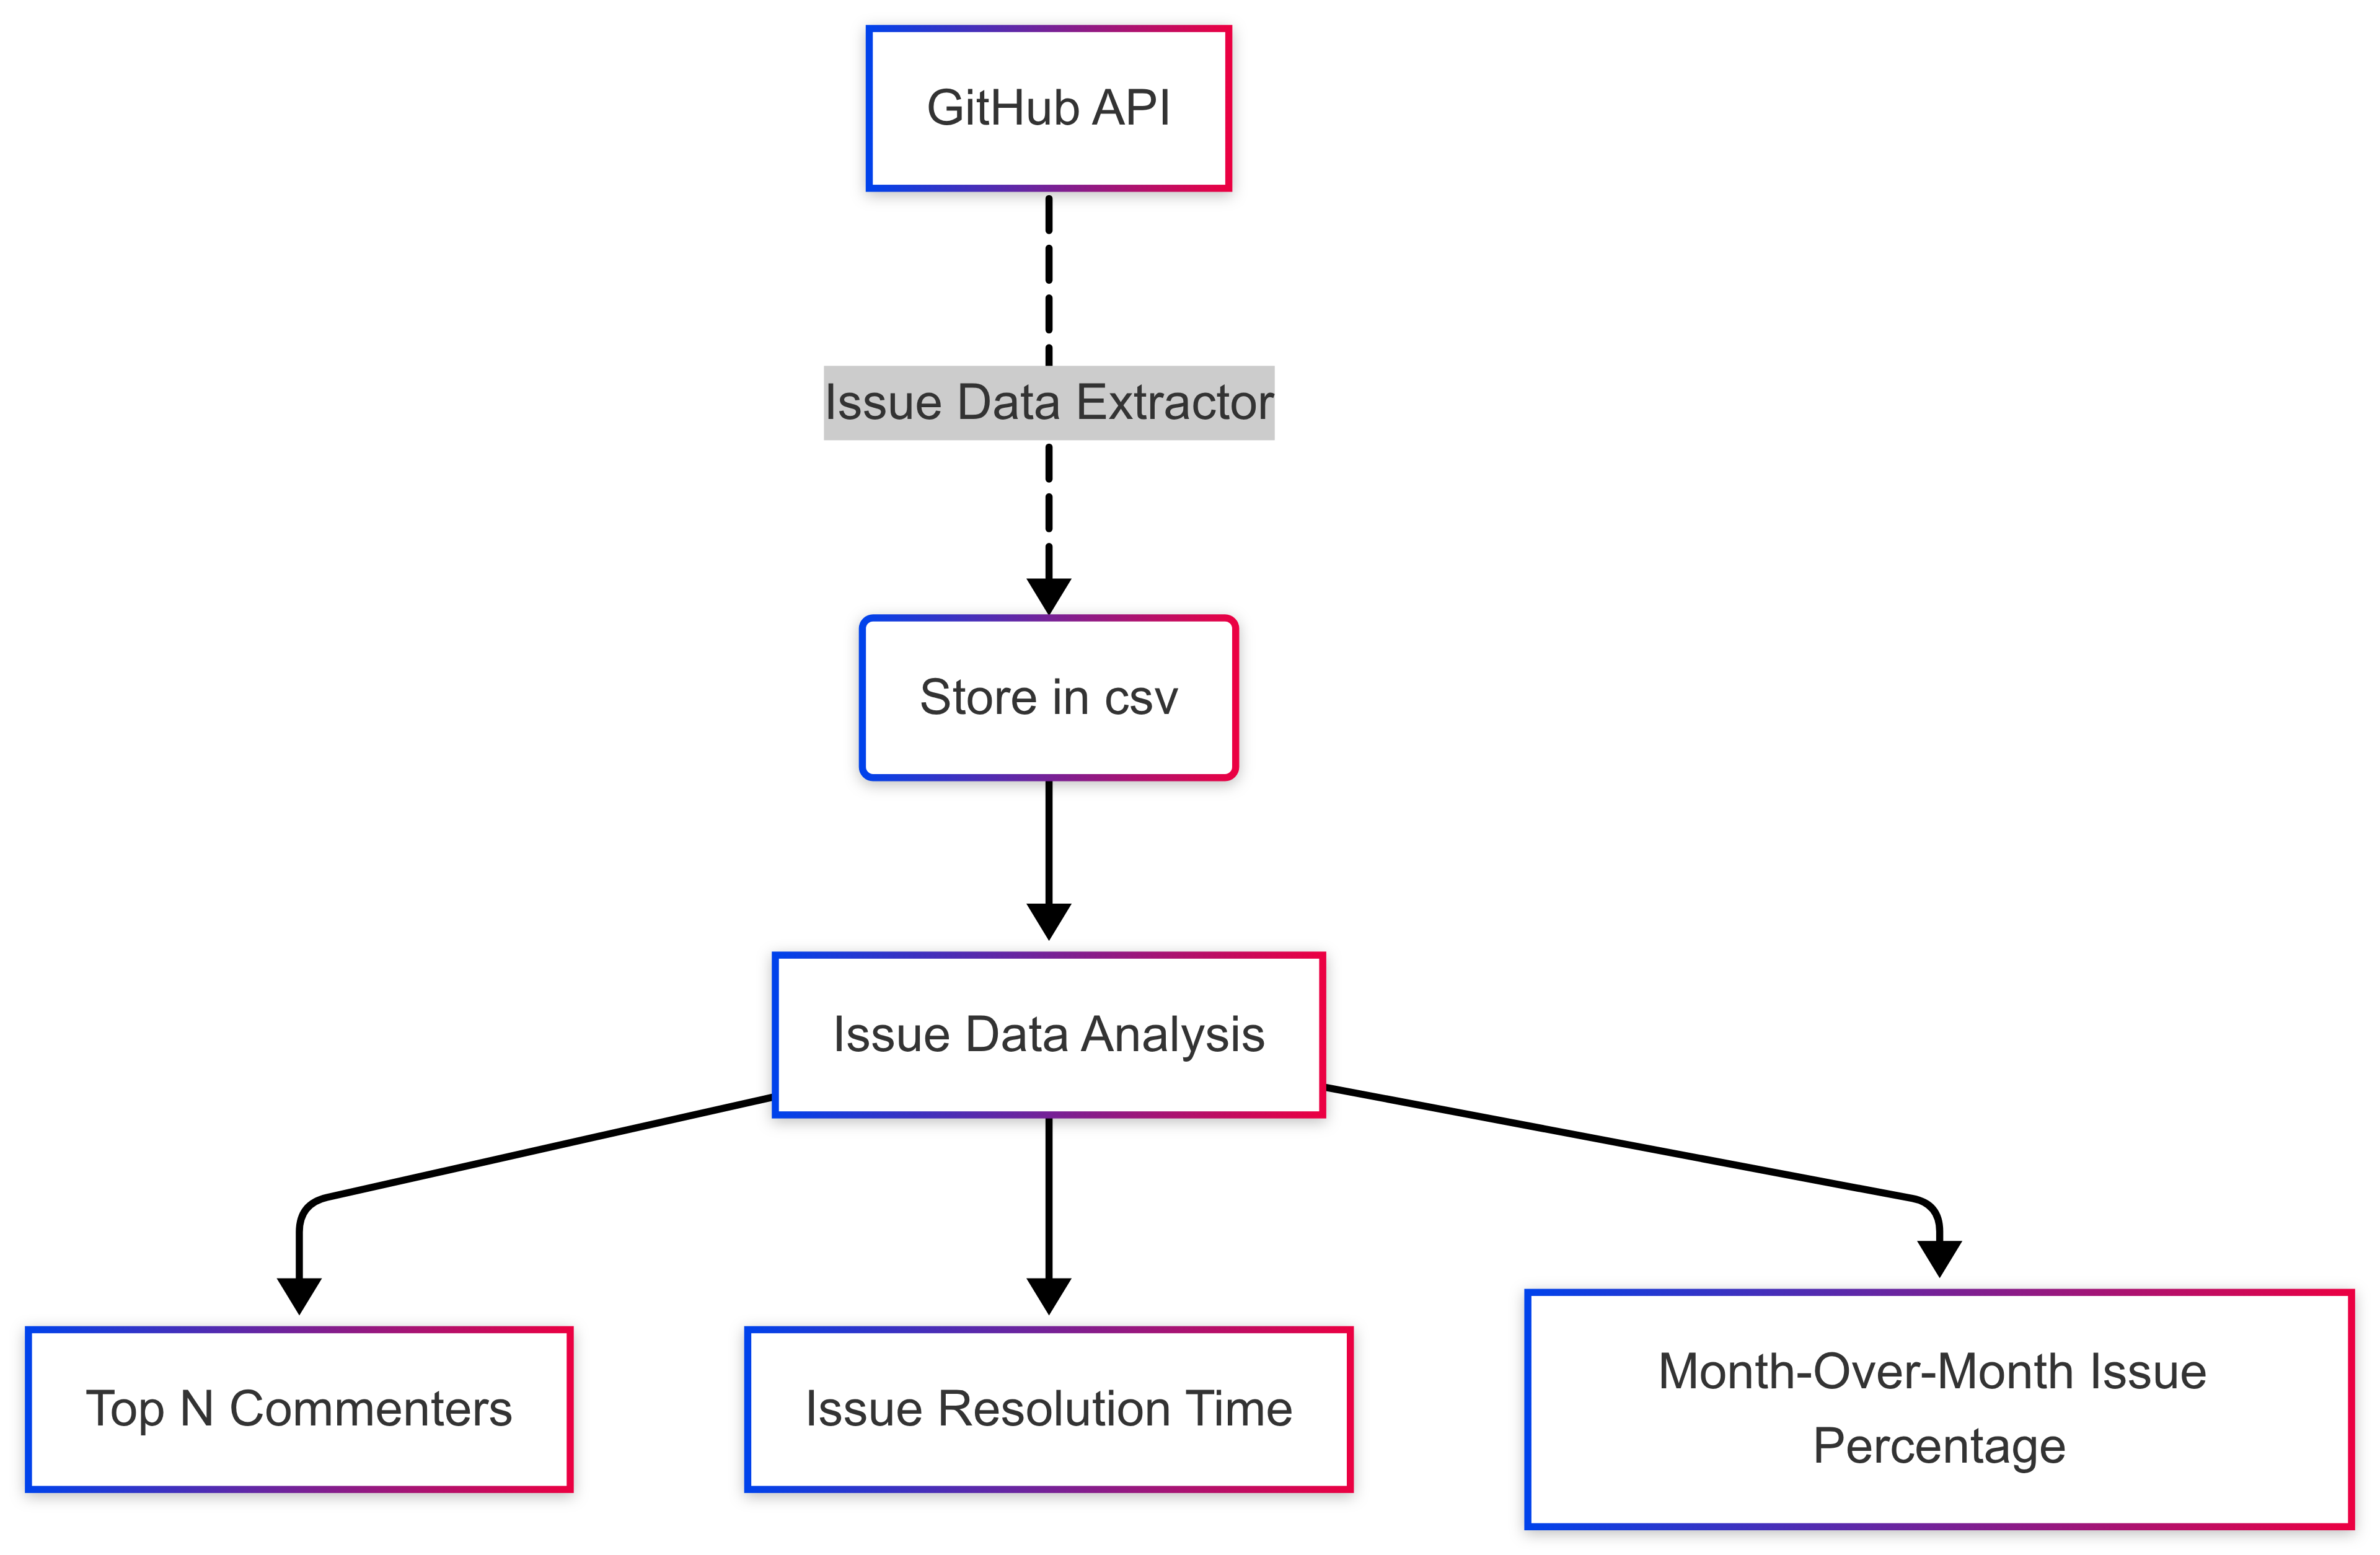 GitHub API
Issue Data Extractor
Store in csv
Issue Data Analysis
Top N Commenters
Issue Resolution Time
Month-Over-Month Issue
Percentage